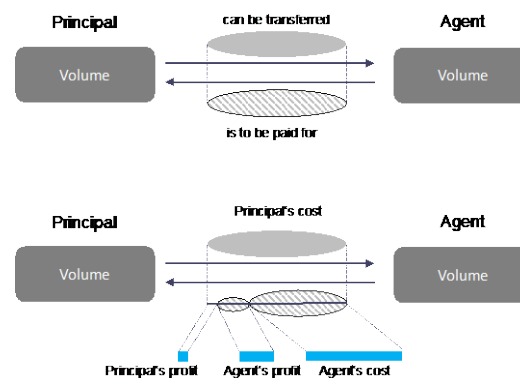 Principal
can be transferred
Agent
Volume
Volume
is to be paid for
Principal
Principal's cost
Agent
Volume
Volume
Principal's profit
Agent's profit
Agent's cost